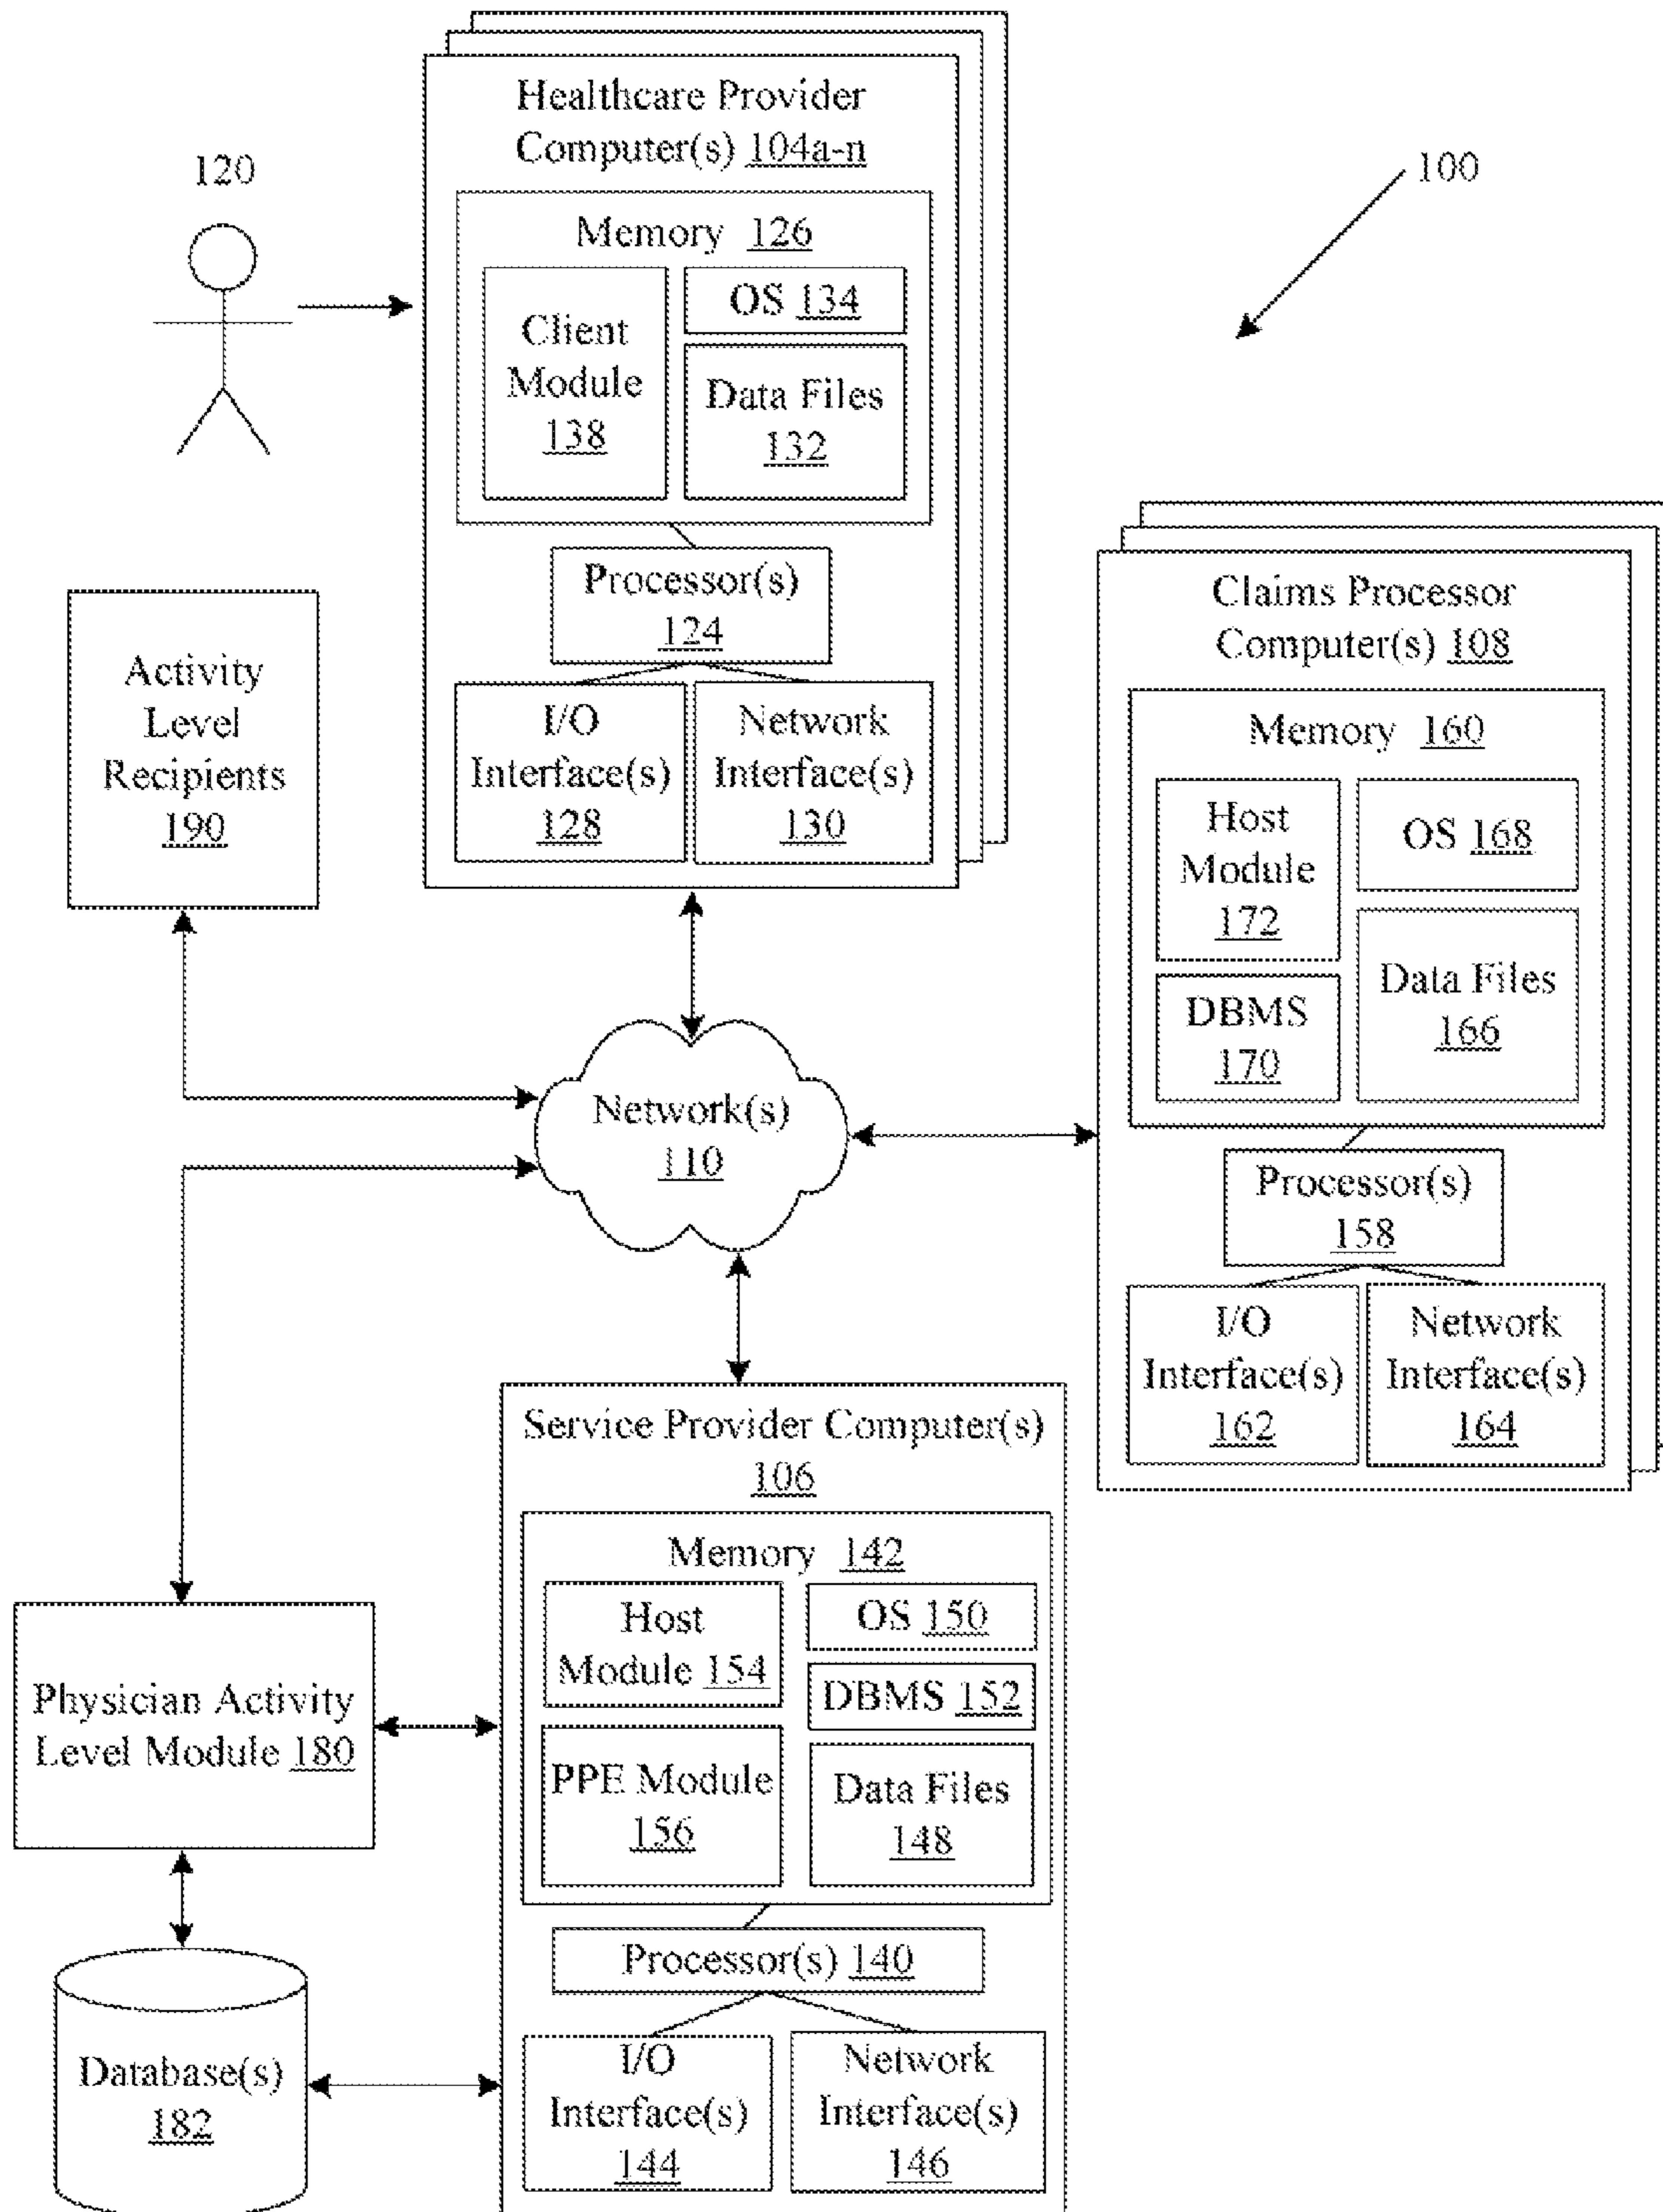 Healthcare Provider
Computer(s) 104a-n
120
100
Memory 126
Client
Module
138
OS 134
Data Files
132
Processor(s)
124
I/O
Interface(s)
128
Network
Interface(s)
130
Activity
Level
Recipients
190
Claims Processor
Computer(s) 108
Memory 160
Host
Module
172
OS 168
DBMS
170
Data Files
166
Processor(s)
158
I/O
Interface(s)
162
Network
Interface(s)
164
Network(s)
110
Service Provider Computer(s)
106
Memory 142
Host
Module 154
OS 150
DBMS 152
PPE Module
156
Data Files
148
Processor(s) 140
I/O
Interface(s)
144
Network
Interface(s)
146
Physician Activity
Level Module 180
Database(s)
182